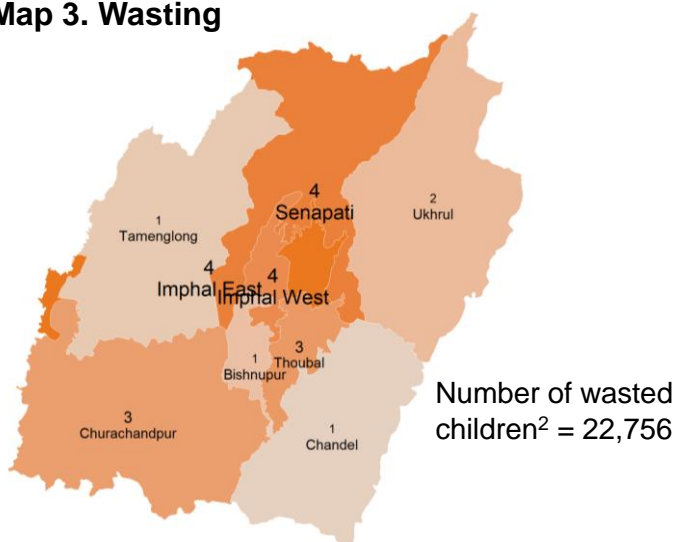 Map 3. Wasting
4
Senapati
2
Ukhrul
1
Tamenglong
4
Imphal East
4
Imphal West
1
Bishnupur
3
Thoubal
3
Churachandpur
1
Chandel
Number of wasted
children² = 22,756